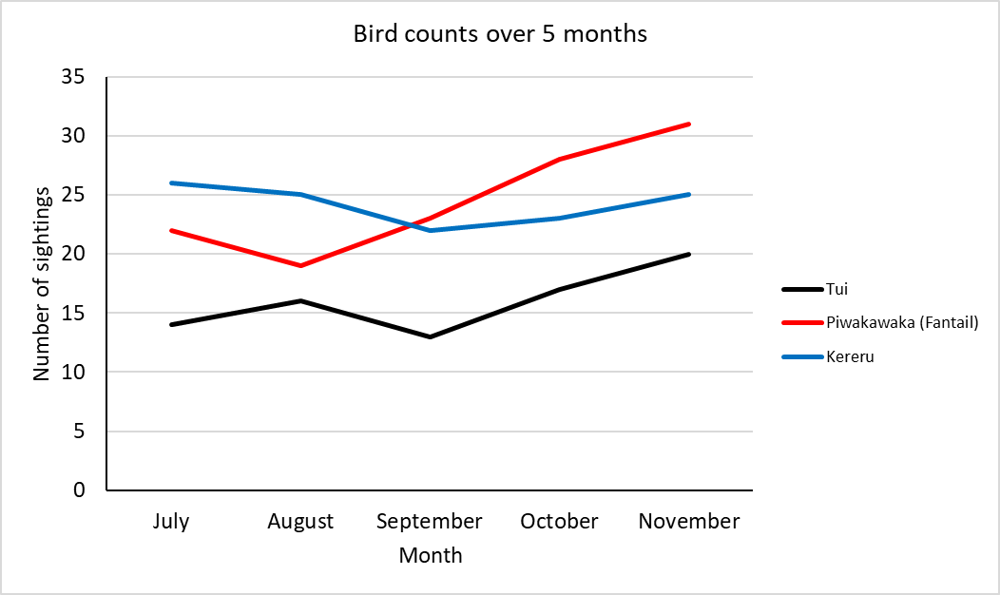 Bird counts over 5 months
35
30
25
20
15
10
5
0
Number of sightings
July August September October November
Month
Tui
Piwakawaka (Fantail)
Kereru